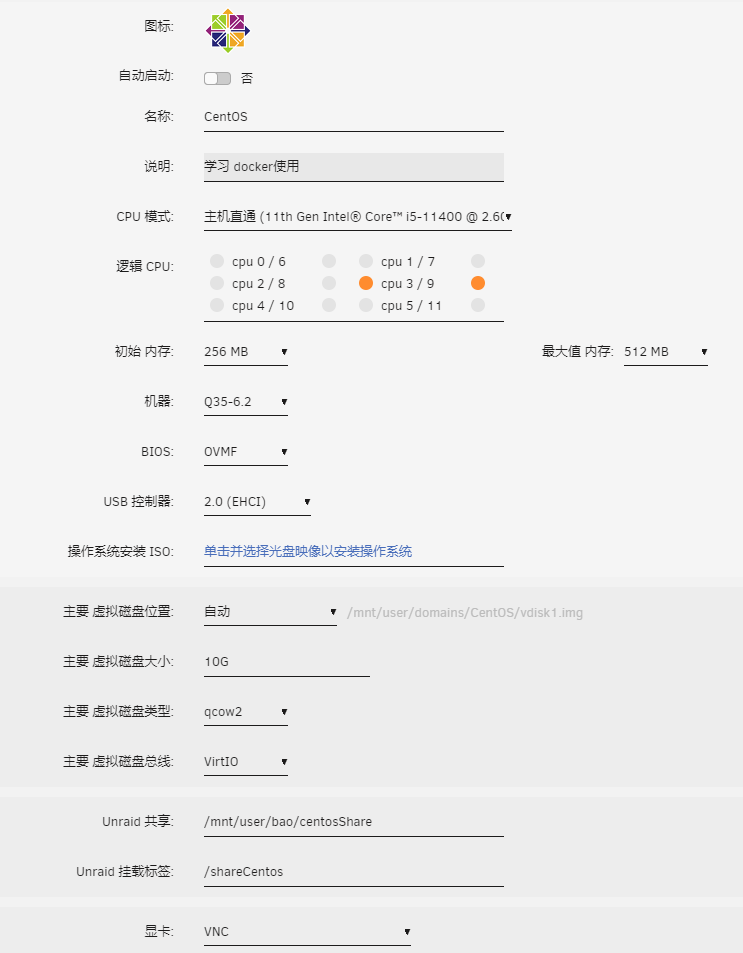 图标:
自动启动: 否
名称: CentOS
说明: 学习 docker使用
CPU 模式: 主机直通 (11th Gen Intel® Core™ i5-11400 @ 2.60
逻辑 CPU: cpu 0 / 6 cpu 1 / 7
cpu 2 / 8 cpu 3 / 9
cpu 4 / 10 cpu 5 / 11
初始 内存: 256 MB 最大值 内存: 512 MB
机器: Q35-6.2
BIOS: OVMF
USB 控制器: 2.0 (EHCI)
操作系统安装 ISO: 单击并选择光盘映像以安装操作系统
主要 虚拟磁盘位置: 自动 /mnt/user/domains/CentOS/vdisk1.img
主要 虚拟磁盘大小: 10G
主要 虚拟磁盘类型: qcow2
主要 虚拟磁盘总线: VirtIO
Unraid 共享: /mnt/user/bao/centosShare
Unraid 挂载标签: /shareCentos
显卡: VNC